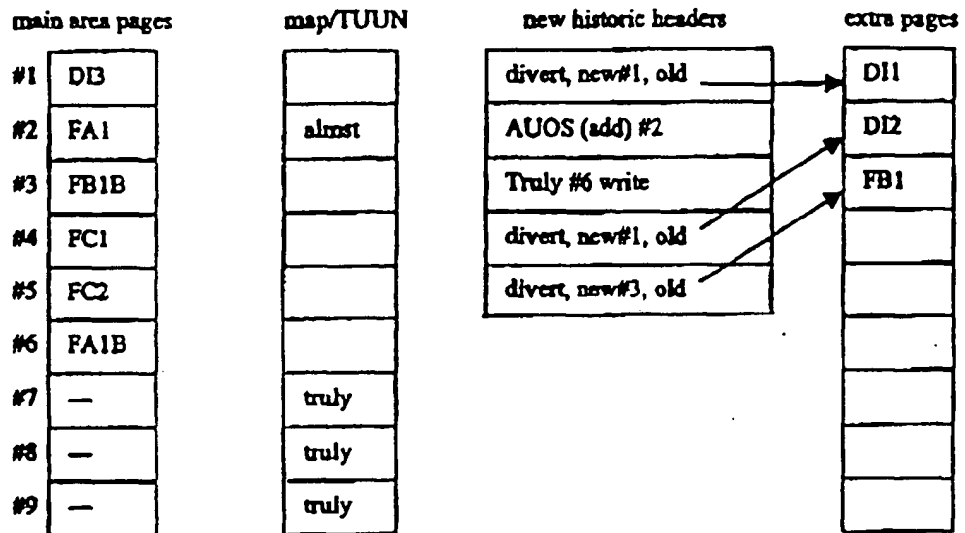 main area pages map/TUUN new historic headers extra pages
#1 DI3 divert, new#1, old DI1
#2 FA1 almst AUOS (add) #2 DI2
#3 FB1B Truly #6 write FB1
#4 FC1 divert, new#1, old
#5 FC2 divert, new#3, old
#6 FA1B
#7 — truly
#8 — truly
#9 — truly